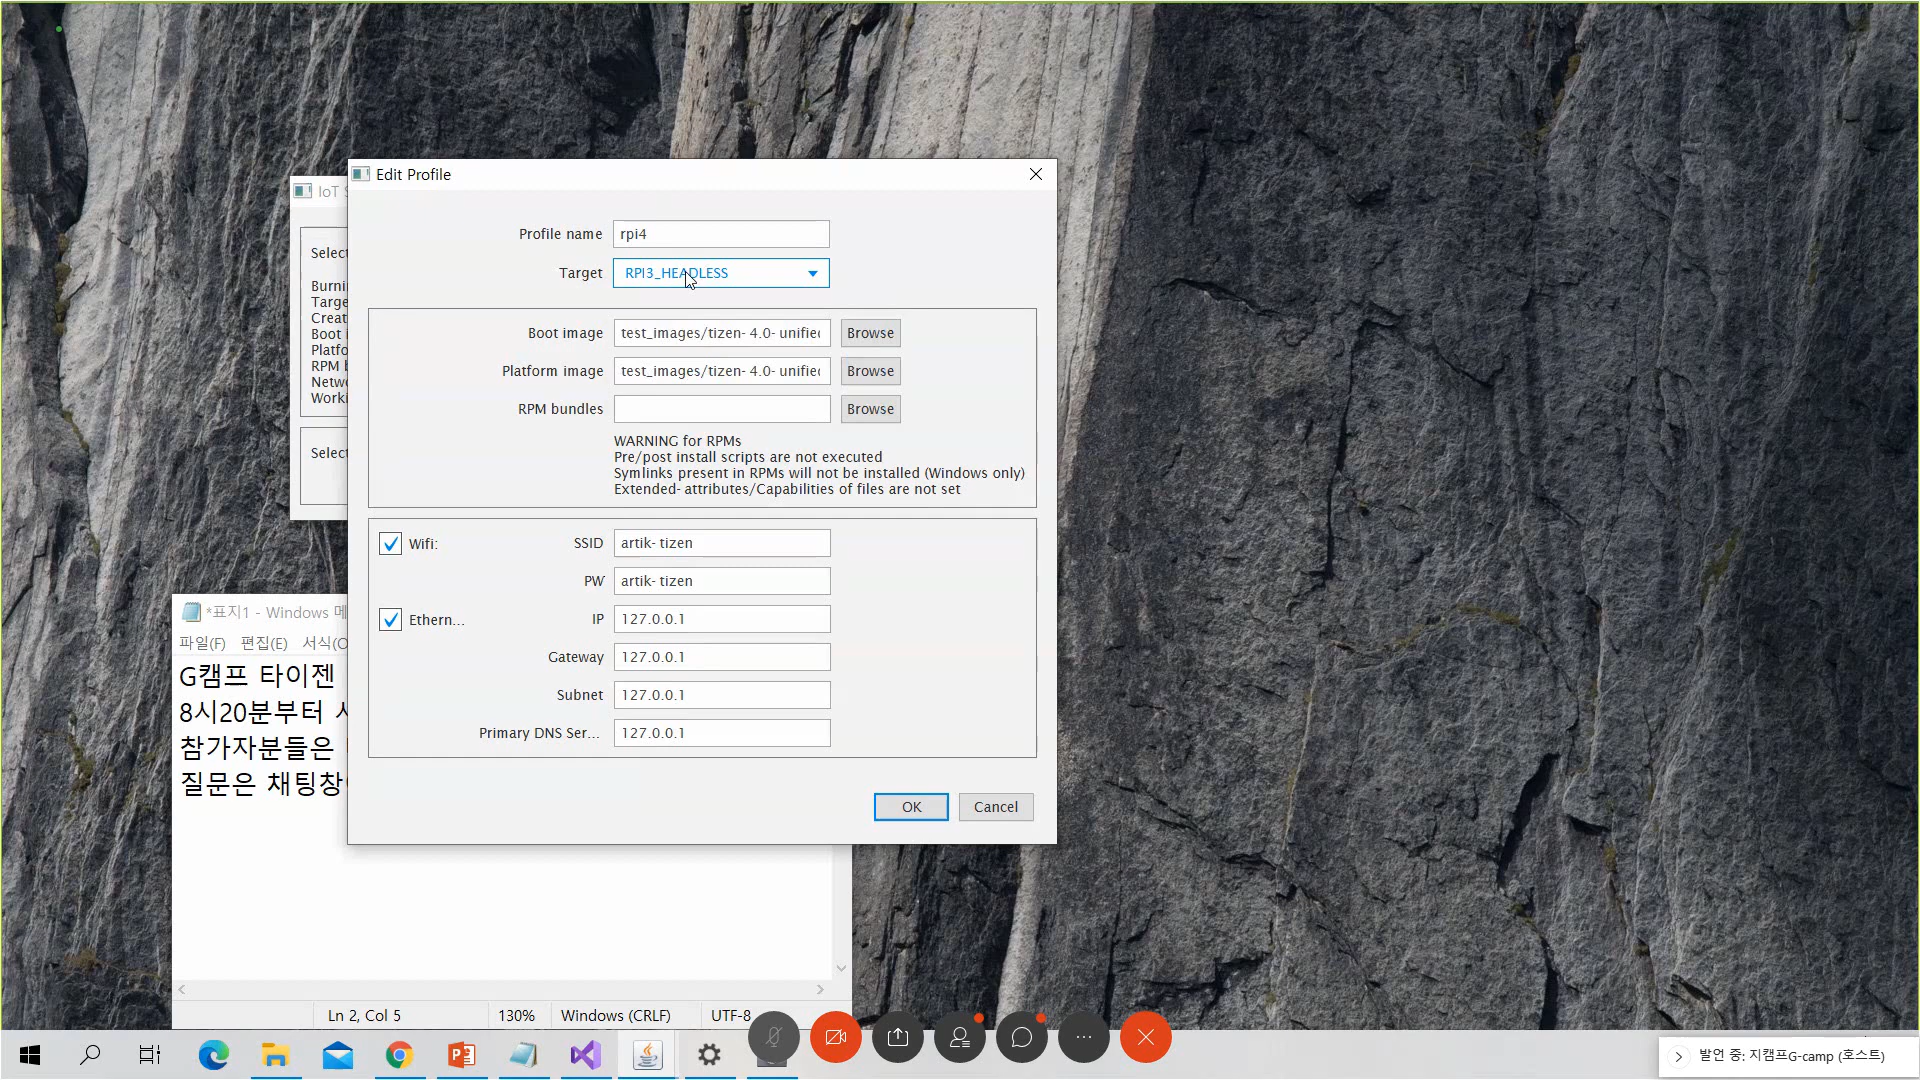 Edit Profile
IoT S
Profile name rpi4
Target RPI3_HEADLESS
Select
Burni
Targe
Creat
Boot i
Platfo
RPM b
Netw
Worki
Select
Boot image test_images/tizen- 4.0- unified Browse
Platform image test_images/tizen- 4.0- unified Browse
RPM bundles Browse
WARNING for RPMs
Pre/post install scripts are not executed
Symlinks present in RPMs will not be installed (Windows only)
Extended- attributes/Capabilities of files are not set
Wifi: SSID artik- tizen
PW artik- tizen
Ethern... IP 127.0.0.1
Gateway 127.0.0.1
Subnet 127.0.0.1
Primary DNS Ser... 127.0.0.1
OK Cancel
*표지1 - Windows 메
파일(F) 편집(E) 서식(O
G캠프 타이젠
8시20분부터
참가자분들은
질문은 채팅창
Ln 2, Col 5 130% Windows (CRLF) UTF-8
발언 중: 지캠프G-camp (호스트)